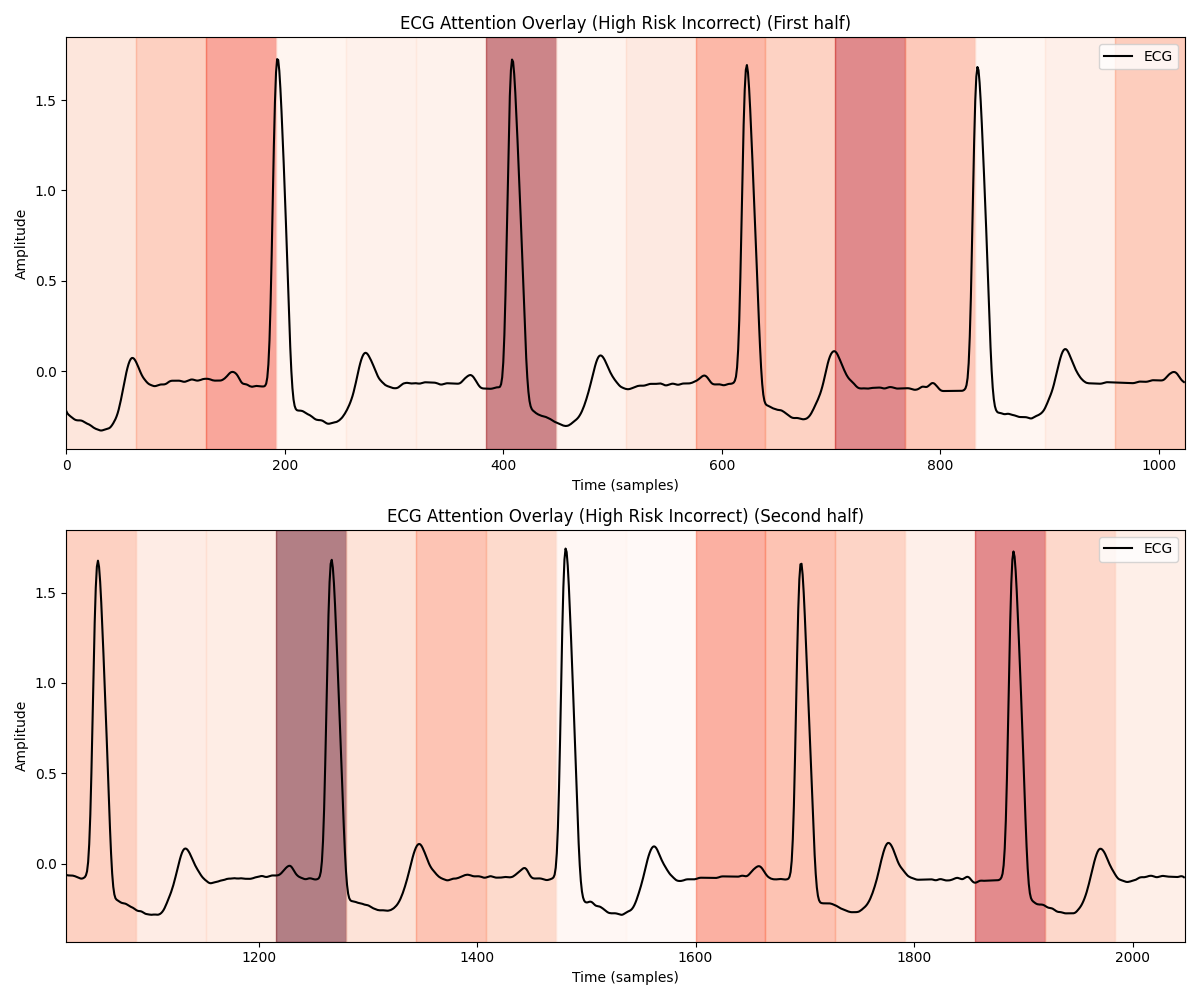 ECG Attention Overlay (High Risk Incorrect) (First half)
ECG
1.5
1.0
0.5
0.0
Amplitude
0 200 400 600 800 1000
Time (samples)
ECG Attention Overlay (High Risk Incorrect) (Second half)
ECG
1.5
1.0
0.5
0.0
Amplitude
1200 1400 1600 1800 2000
Time (samples)